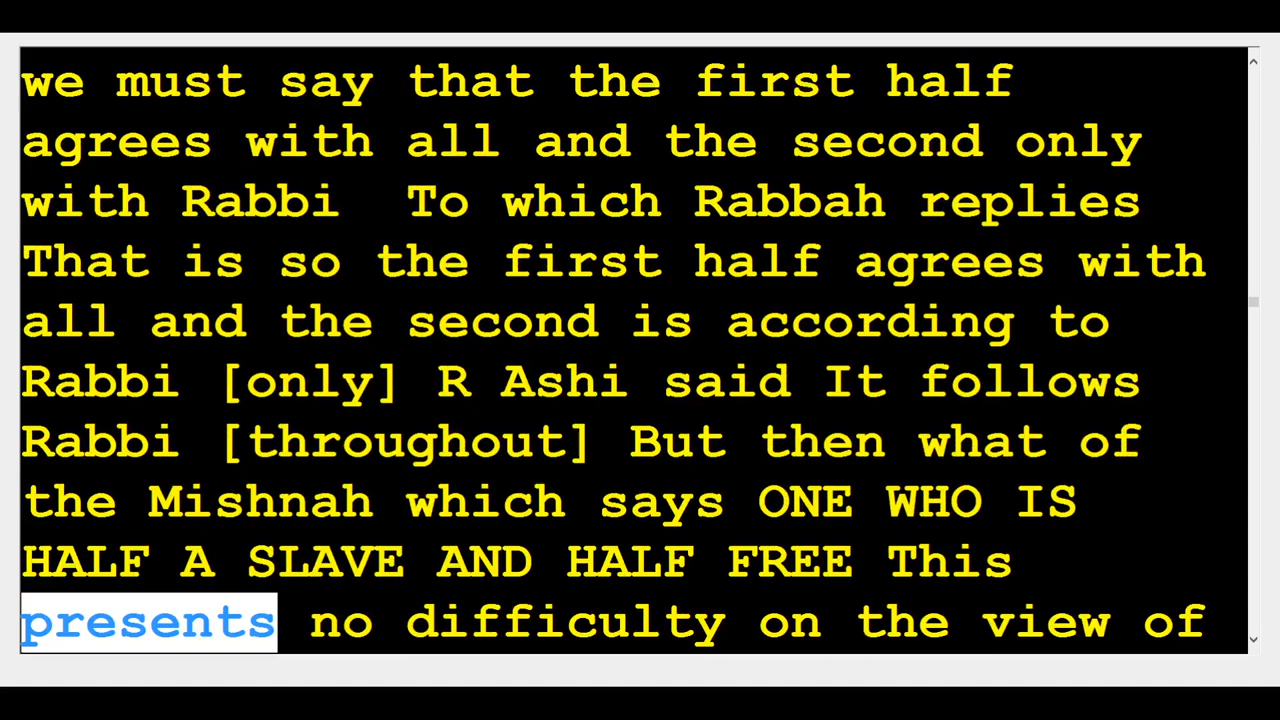 we must say that the first half
agrees with all and the second only
with Rabbi  To which Rabbah replies
That is so the first half agrees with
all and the second is according to
Rabbi [only] R Ashi said It follows
Rabbi [throughout] But then what of
the Mishnah which says ONE WHO IS
HALF A SLAVE AND HALF FREE This
presents no difficulty on the view of